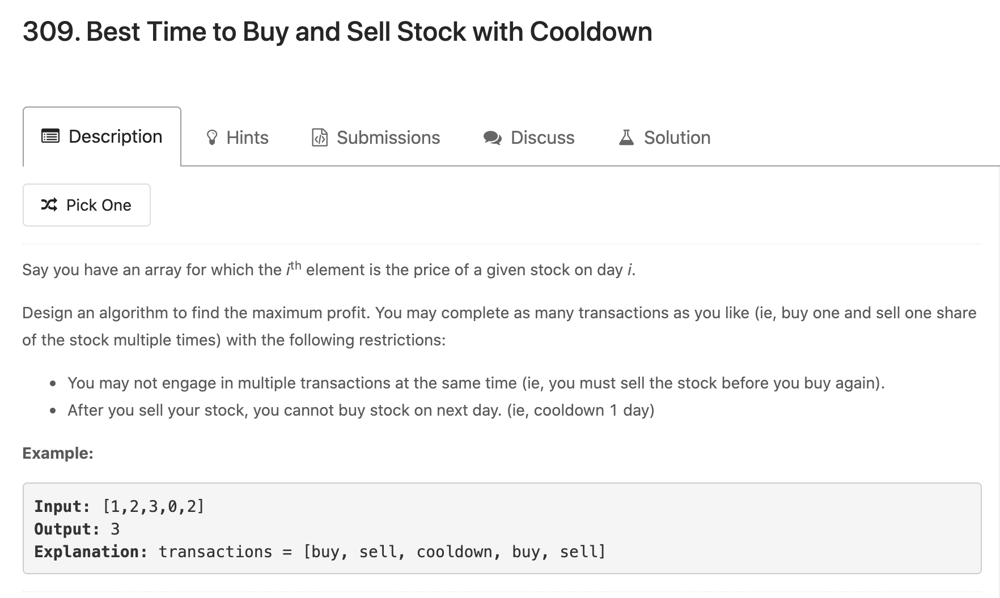 309. Best Time to Buy and Sell Stock with Cooldown
Description
Hints
Submissions
Discuss
Solution
Pick One
Say you have an array for which the ith element is the price of a given stock on day i.
Design an algorithm to find the maximum profit. You may complete as many transactions as you like (ie, buy one and sell one share
of the stock multiple times) with the following restrictions:
• You may not engage in multiple transactions at the same time (ie, you must sell the stock before you buy again).
• After you sell your stock, you cannot buy stock on next day. (ie, cooldown 1 day)
Example:
Input: [1,2,3,0,2]
Output: 3
Explanation: transactions = [buy, sell, cooldown, buy, sell]